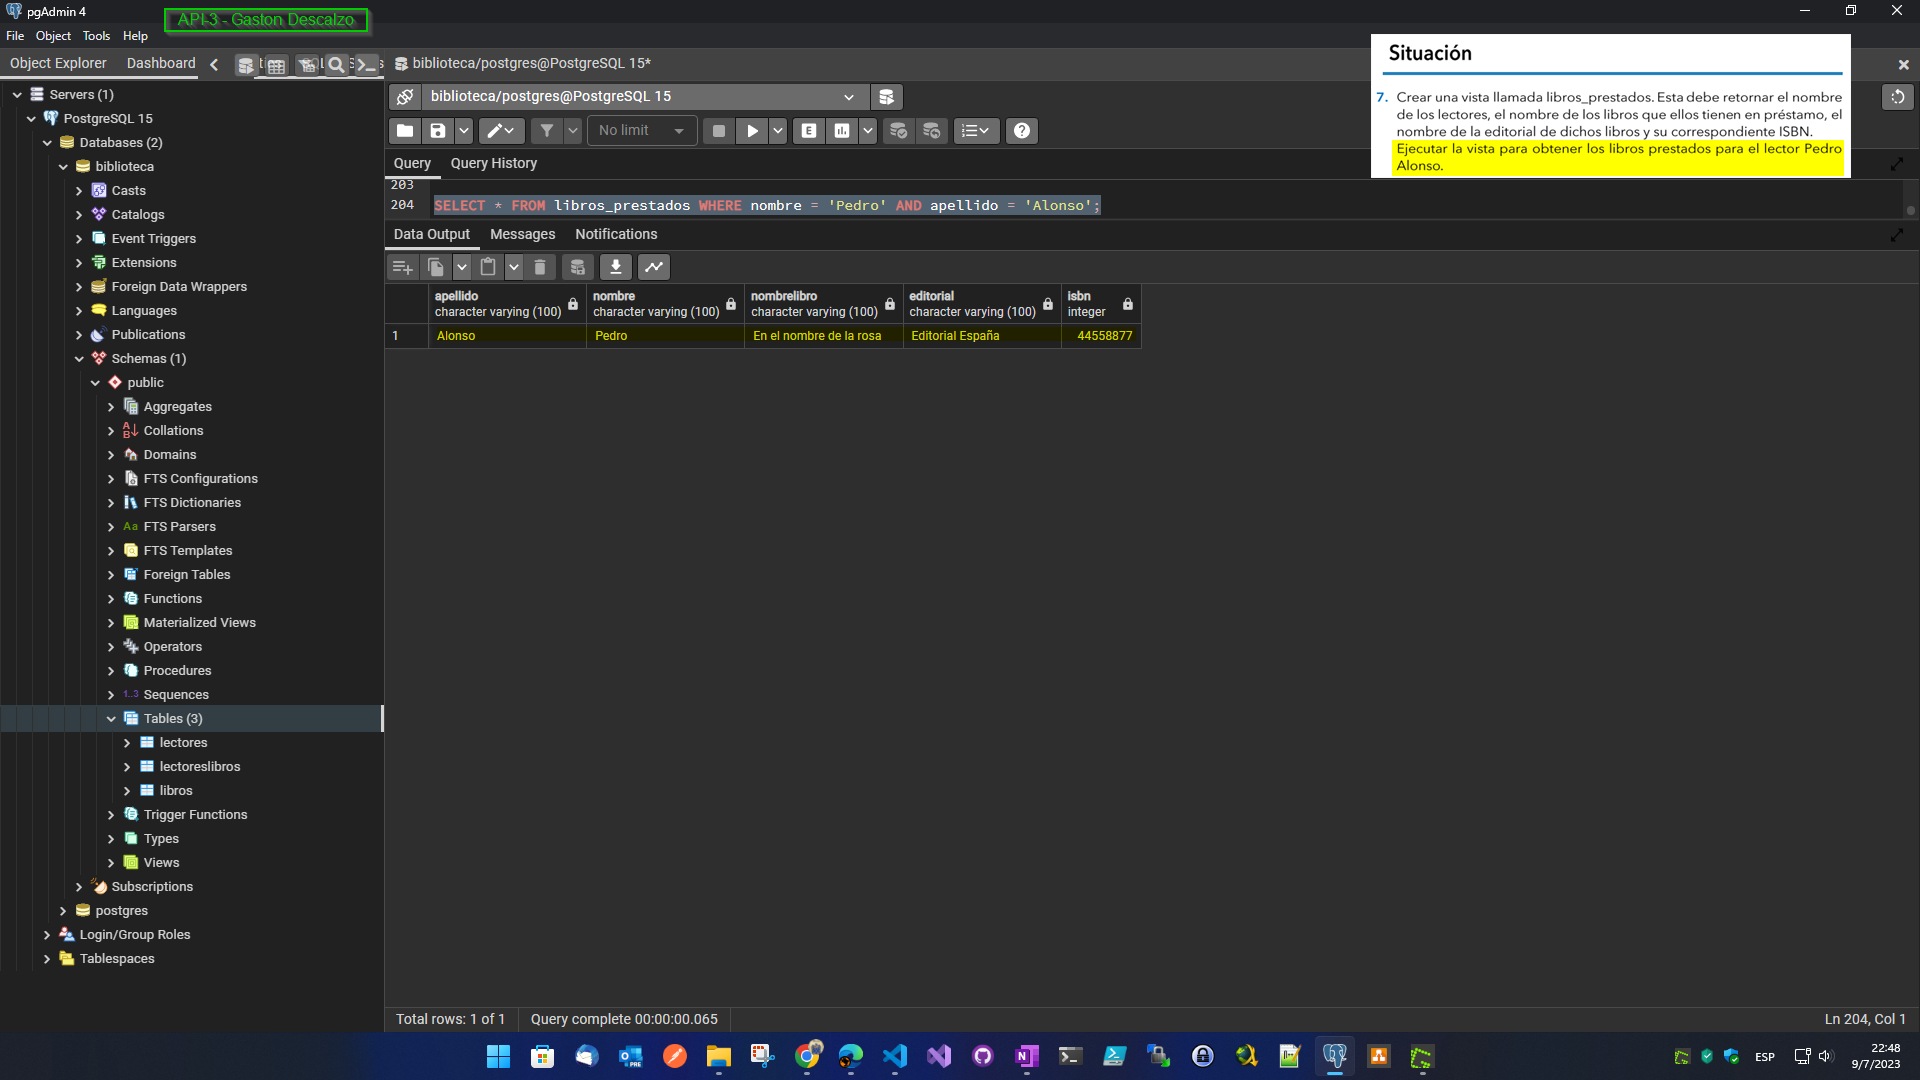 pgAdmin 4
API-3 - Gaston Descalzo
File Object Tools Help
Object Explorer Dashboard
biblioteca/postgres@PostgreSQL 15*
Situación
7. Crear una vista llamada libros_prestados. Esta debe retornar el nombre
de los lectores, el nombre de los libros que ellos tienen en préstamo, el
nombre de la editorial de dichos libros y su correspondiente ISBN.
Ejecutar la vista para obtener los libros prestados para el lector Pedro
Alonso.
biblioteca/postgres@PostgreSQL 15
No limit
E
Query Query History
203
204 SELECT * FROM libros_prestados WHERE nombre = 'Pedro' AND apellido = 'Alonso';
Data Output Messages Notifications
apellido nombre nombrelibro editorial isbn
character varying (100) character varying (100) character varying (100) character varying (100) integer
1 Alonso Pedro En el nombre de la rosa Editorial España 44558877
Servers (1)
PostgreSQL 15
Databases (2)
biblioteca
Casts
Catalogs
Event Triggers
Extensions
Foreign Data Wrappers
Languages
Publications
Schemas (1)
public
Aggregates
Collations
Domains
FTS Configurations
FTS Dictionaries
Aa FTS Parsers
FTS Templates
Foreign Tables
Functions
Materialized Views
Operators
Procedures
1..3 Sequences
Tables (3)
lectores
lectoreslibros
libros
Trigger Functions
Types
Views
Subscriptions
postgres
Login/Group Roles
Tablespaces
Total rows: 1 of 1 Query complete 00:00:00.065 Ln 204, Col 1
ESP
22:48
9/7/2023